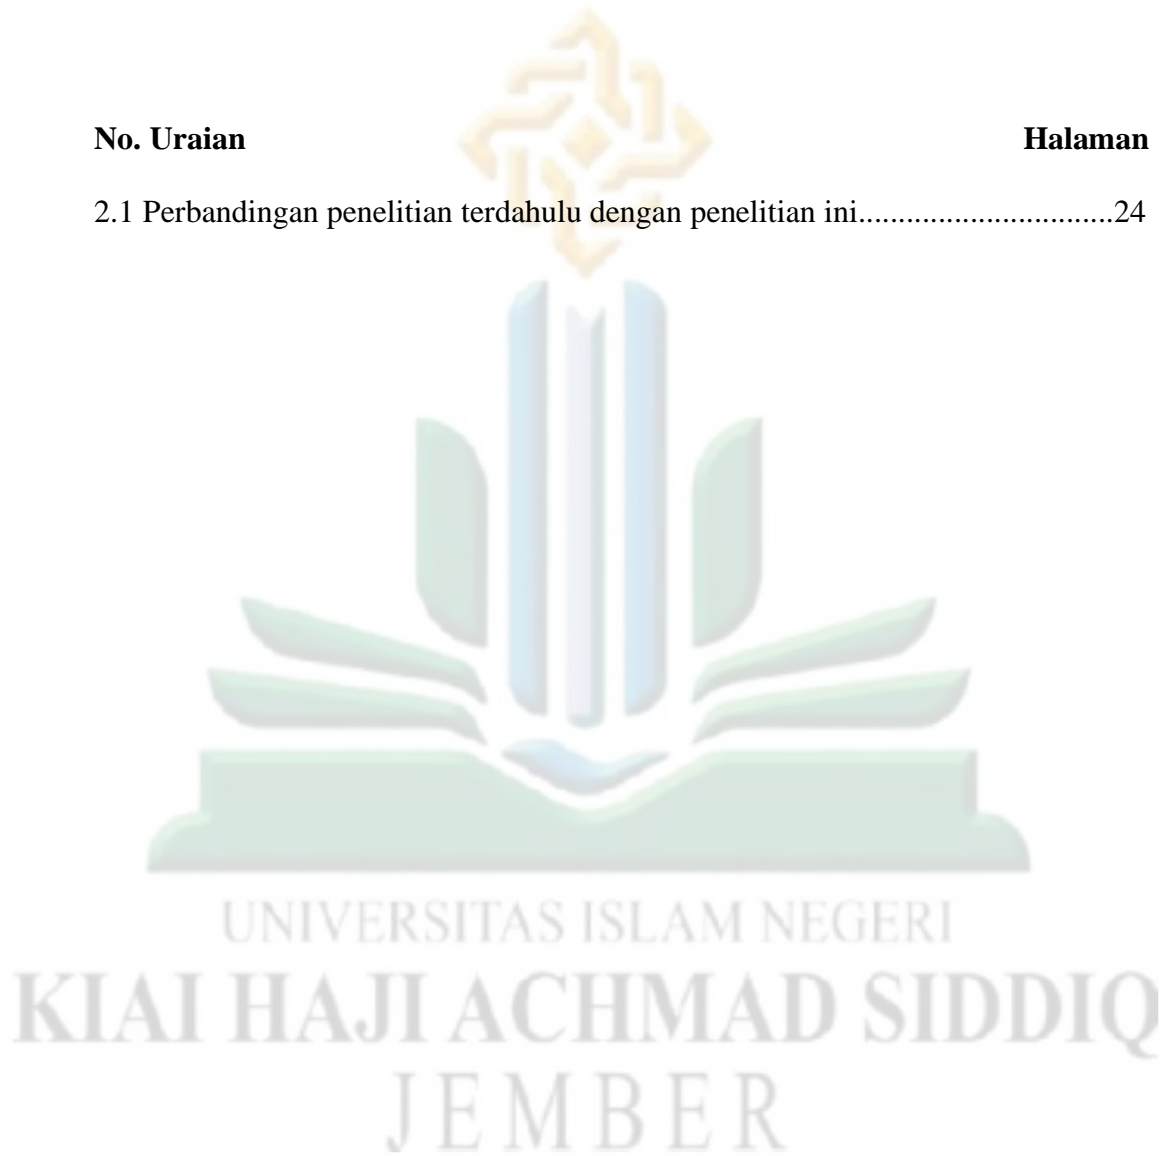 No. Uraian Halaman
2.1 Perbandingan penelitian terdahulu dengan penelitian ini................................24
UNIVERSITAS ISLAM NEGERI
KIAI HAJI ACHMAD SIDDIQ
JEMBER